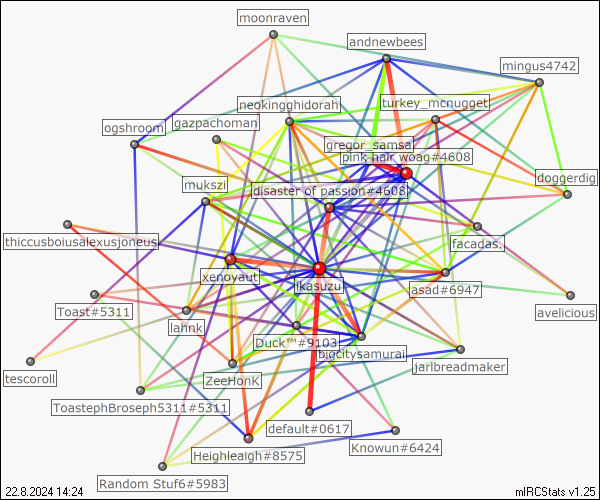 moonraven
andnewbees
mingus4742
turkey_mcnugget
neokingghidorah
gazpachoman
ogshroom
gregor_samsa
pink hair woag#4608
doggerdig
mukszi
disaster of passion#4608
thiccusboiusalexusjoneus
facadas.
xenoyaut
ikasuzu
asad#6947
Toast#5311
avelicious
lahnk
Duck™#9103
bigcitysamurai
tescoroll
ZeeHonK
jarlbreadmaker
ToastephBroseph5311#5311
default#0617
Knowun#6424
Heighleaigh#8575
Random Stuf6#5983
22.8.2024 14:24
mIRCStats v1.25